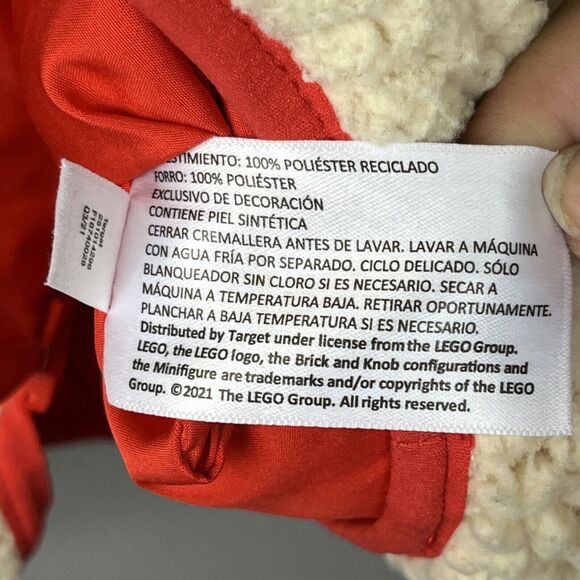 100% POLIÉSTER RECICLADO
FORRO: 100% POLIÉSTER
EXCLUSIVO DE DECORACIÓN
CONTIENE PIEL SINTÉTICA
CERRAR CREMALLERA ANTES DE LAVAR. LAVAR A MÁQUINA
CON AGUA FRÍA POR SEPARADO. CICLO DELICADO. SÓLO
BLANQUEADOR SIN CLORO SI ES NECESARIO. SECAR A
MÁQUINA A TEMPERATURA BAJA. RETIRAR OPORTUNAMENTE.
PLANCHAR A BAJA TEMPERATURA SI ES NECESARIO.
Distributed by Target under license from the LEGO Group.
LEGO, the LEGO logo, the Brick and Knob configurations and
the Minifigure are trademarks and/or copyrights of the LEGO
Group. ©2021 The LEGO Group. All rights reserved.
Target
03/21